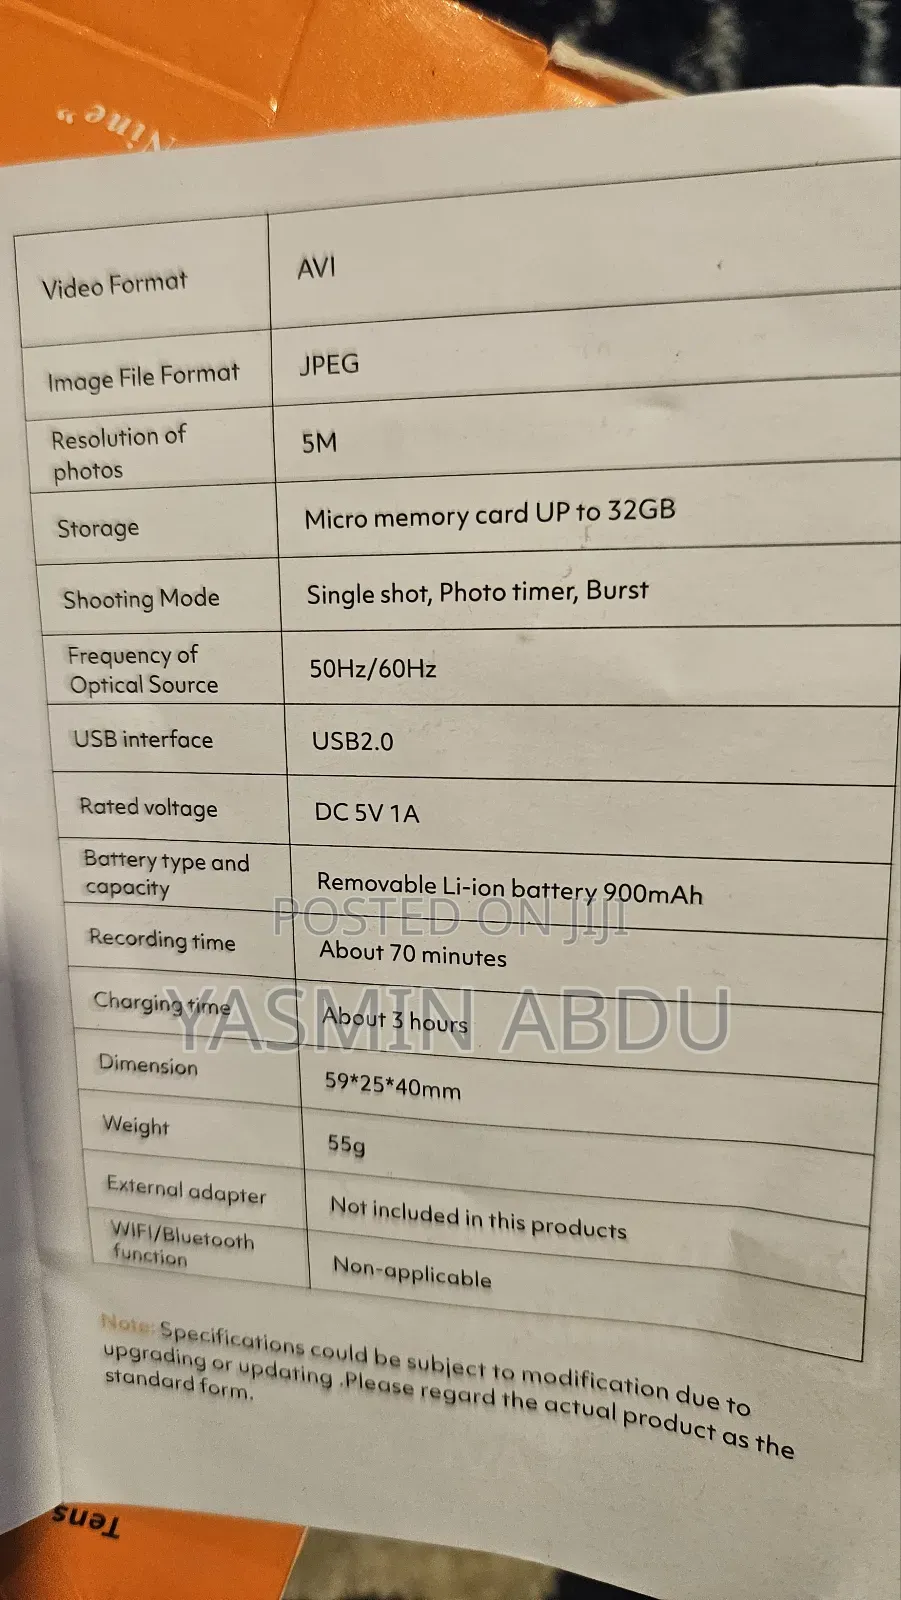 “Nine”
Video Format AVI
Image File Format JPEG
Resolution of
photos 5M
Storage Micro memory card UP to 32GB
Shooting Mode Single shot, Photo timer, Burst
Frequency of
Optical Source 50Hz/60Hz
USB interface USB2.0
Rated voltage DC 5V 1A
Battery type and
capacity Removable Li-ion battery 900mAh
POSTED ON JIJI
Recording time About 70 minutes
Charging time About 3 hours
YASMIN ABDU
Dimension 59*25*40mm
Weight 55g
External adapter Not included in this products
WIFI/Bluetooth
function Non-applicable
Note: Specifications could be subject to modification due to
upgrading or updating .Please regard the actual product as the
standard form.
Tens